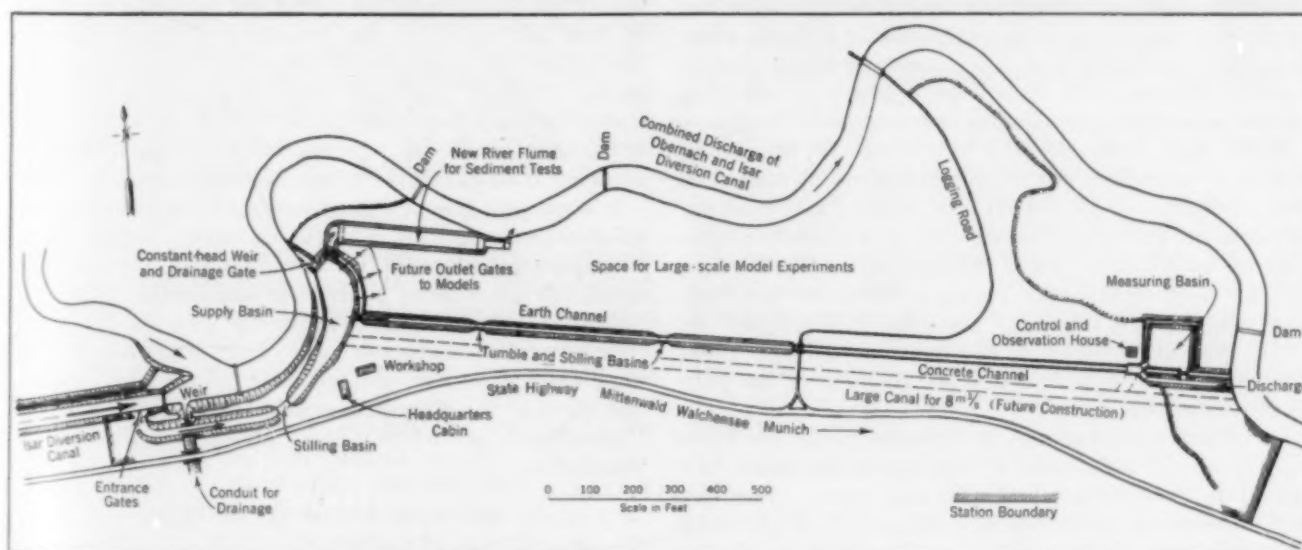 Dam
New River Flume
for Sediment Tests
Dam
Combined Discharge of
Obernach and Isar
Diversion Canal
Logging Road
Constant-head Weir
and Drainage Gate
Future Outlet Gates
to Models
Space for Large-scale Model Experiments
Measuring Basin
Supply Basin
Earth Channel
Control and
Observation House
Dam
Tumble and Stilling Basins
Workshop
Concrete Channel
Weir
State Highway Mittenwald Walchensee Munich
Large Canal for 8 m³/s (Future Construction)
Discharge
Headquarters
Cabin
Isar Diversion
Canal
Stilling Basin
Entrance
Gates
Conduit for
Drainage
0 100 200 300 400 500
Scale in Feet
Station Boundary